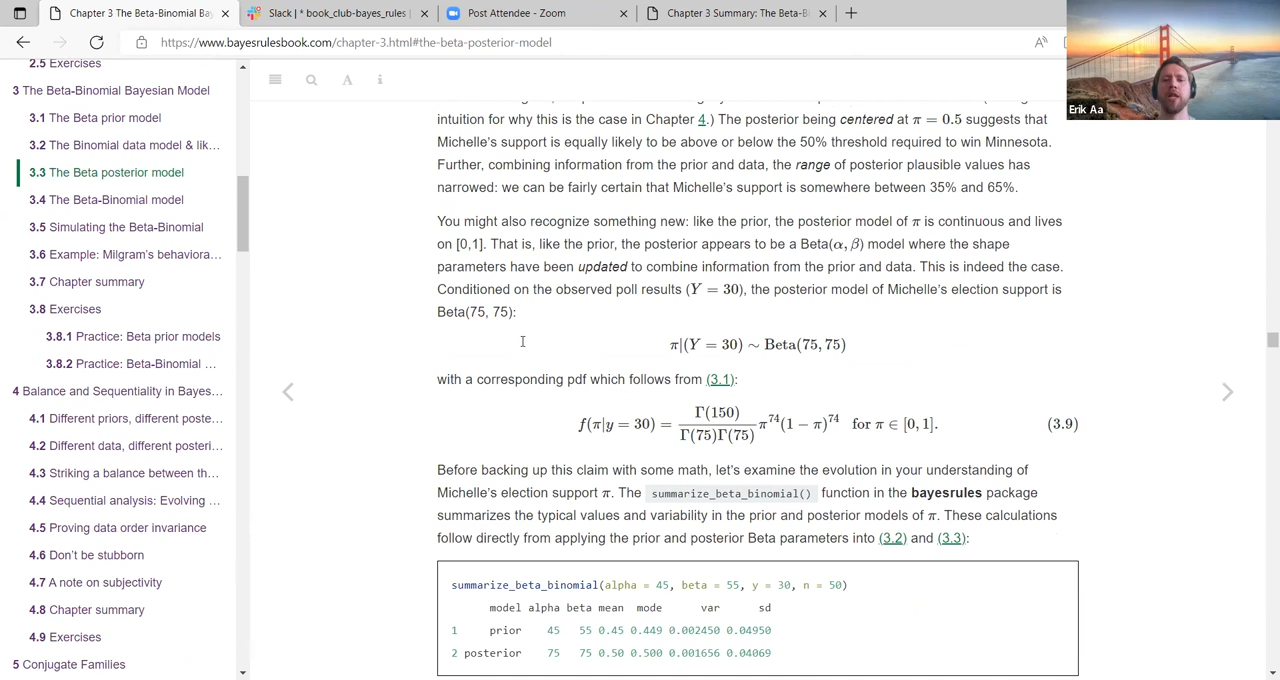 Chapter 3 The Beta-Binomial Bay
Slack | * book_club-bayes_rules |
Post Attendee - Zoom
Chapter 3 Summary: The Beta-B
https://www.bayesrulesbook.com/chapter-3.html#the-beta-posterior-model
Erik Aa
2.5 Exercises
3 The Beta-Binomial Bayesian Model
3.1 The Beta prior model
3.2 The Binomial data model & lik...
3.3 The Beta posterior model
3.4 The Beta-Binomial model
3.5 Simulating the Beta-Binomial
3.6 Example: Milgram's behaviora...
3.7 Chapter summary
3.8 Exercises
3.8.1 Practice: Beta prior models
3.8.2 Practice: Beta-Binomial ...
4 Balance and Sequentiality in Bayes...
4.1 Different priors, different poste...
4.2 Different data, different posteri...
4.3 Striking a balance between th...
4.4 Sequential analysis: Evolving ...
4.5 Proving data order invariance
4.6 Don't be stubborn
4.7 A note on subjectivity
4.8 Chapter summary
4.9 Exercises
5 Conjugate Families
intuition for why this is the case in Chapter 4.) The posterior being centered at π = 0.5 suggests that
Michelle's support is equally likely to be above or below the 50% threshold required to win Minnesota.
Further, combining information from the prior and data, the range of posterior plausible values has
narrowed: we can be fairly certain that Michelle's support is somewhere between 35% and 65%.
You might also recognize something new: like the prior, the posterior model of π is continuous and lives
on [0,1]. That is, like the prior, the posterior appears to be a Beta(α, β) model where the shape
parameters have been updated to combine information from the prior and data. This is indeed the case.
Conditioned on the observed poll results (Y = 30), the posterior model of Michelle's election support is
Beta(75, 75):
π|(Y = 30) ~ Beta(75, 75)
with a corresponding pdf which follows from (3.1):
f(π|y = 30) = Γ(150) / Γ(75)Γ(75) π^74 (1 − π)^74 for π ∈ [0, 1]. (3.9)
Before backing up this claim with some math, let's examine the evolution in your understanding of
Michelle's election support π. The summarize_beta_binomial() function in the bayesrules package
summarizes the typical values and variability in the prior and posterior models of π. These calculations
follow directly from applying the prior and posterior Beta parameters into (3.2) and (3.3):
summarize_beta_binomial(alpha = 45, beta = 55, y = 30, n = 50)
model alpha beta mean mode var sd
1 prior 45 55 0.45 0.449 0.002450 0.04950
2 posterior 75 75 0.50 0.500 0.001656 0.04069